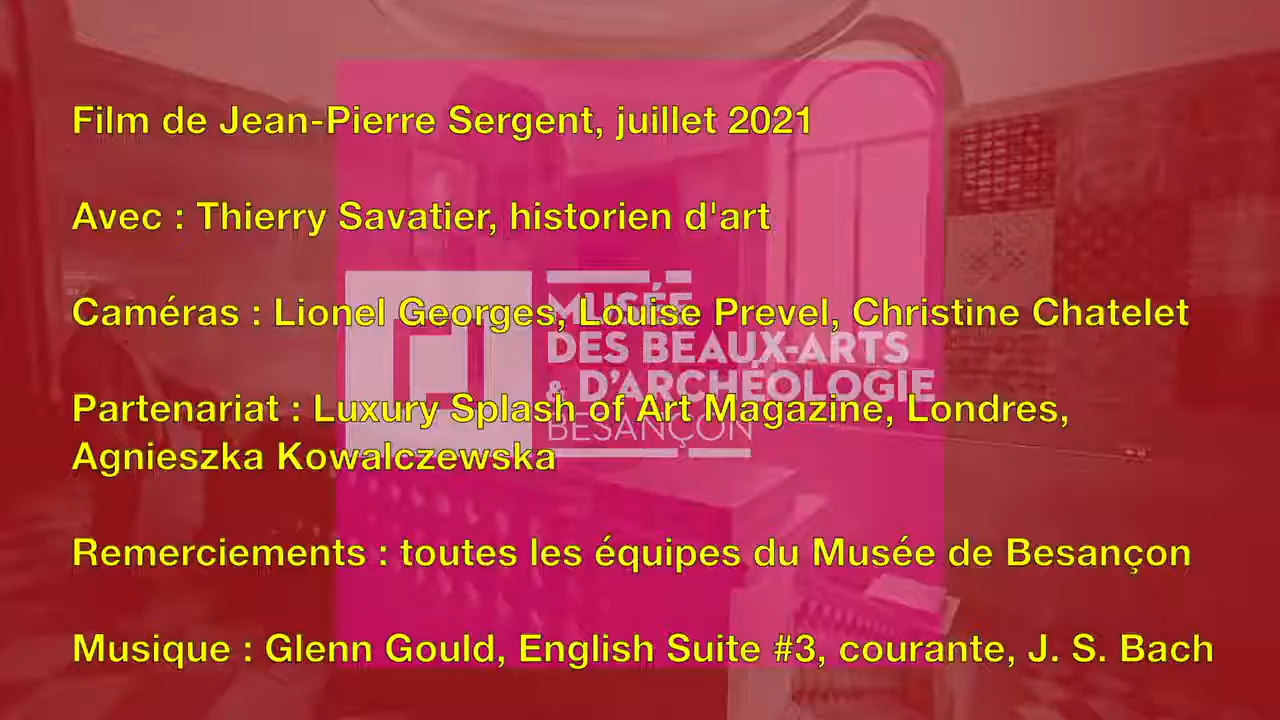 Film de Jean-Pierre Sergent, juillet 2021
Avec : Thierry Savatier, historien d'art
Caméras : Lionel Georges, Louise Prevel, Christine Chatelet
MUSÉE
DES BEAUX-ARTS
& D'ARCHÉOLOGIE
BESANÇON
Partenariat : Luxury Splash of Art Magazine, Londres,
Agnieszka Kowalczewska
Remerciements : toutes les équipes du Musée de Besançon
Musique : Glenn Gould, English Suite #3, courante, J. S. Bach